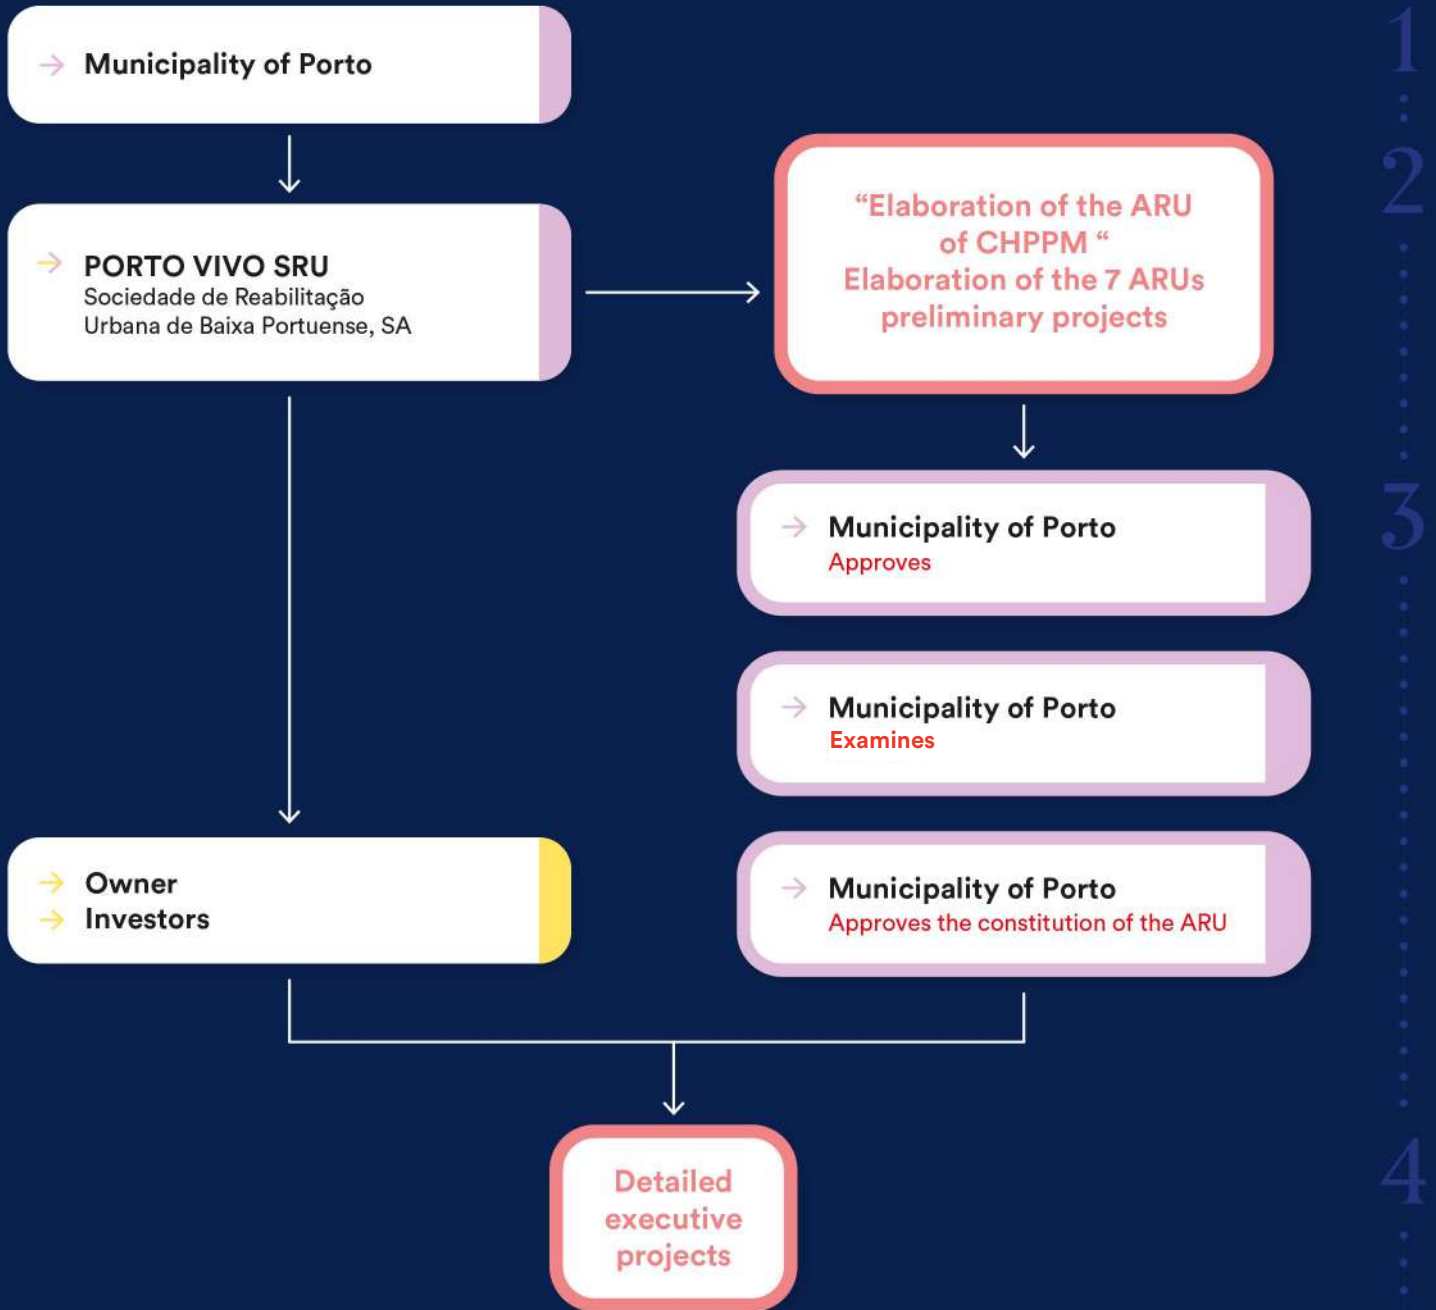 Municipality of Porto
1
2
PORTO VIVO SRU
Sociedade de Reabilitação
Urbana de Baixa Portuense, SA
“Elaboration of the ARU
of CHPPM “
Elaboration of the 7 ARUs
preliminary projects
3
Municipality of Porto
Approves
Municipality of Porto
Examines
Owner
Investors
Municipality of Porto
Approves the constitution of the ARU
4
Detailed
executive
projects